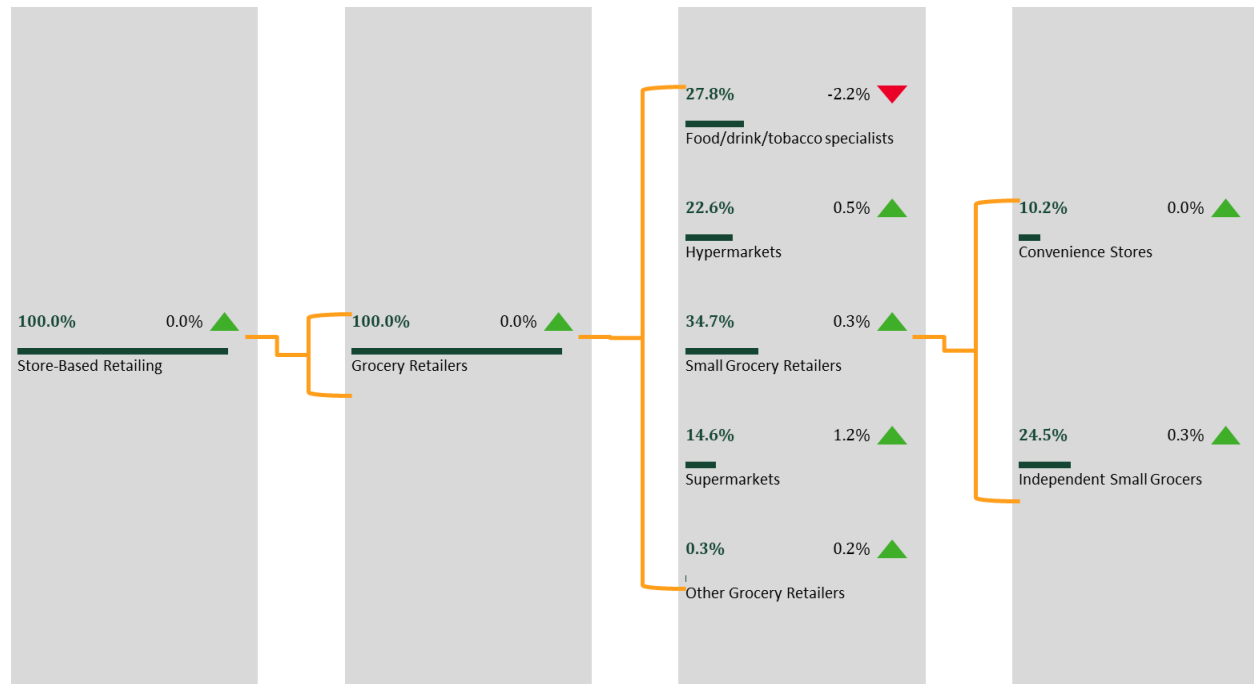 100.0% 0.0%
Store-Based Retailing
100.0% 0.0%
Grocery Retailers
27.8% -2.2%
Food/drink/tobacco specialists
22.6% 0.5%
Hypermarkets
34.7% 0.3%
Small Grocery Retailers
14.6% 1.2%
Supermarkets
0.3% 0.2%
Other Grocery Retailers
10.2% 0.0%
Convenience Stores
24.5% 0.3%
Independent Small Grocers